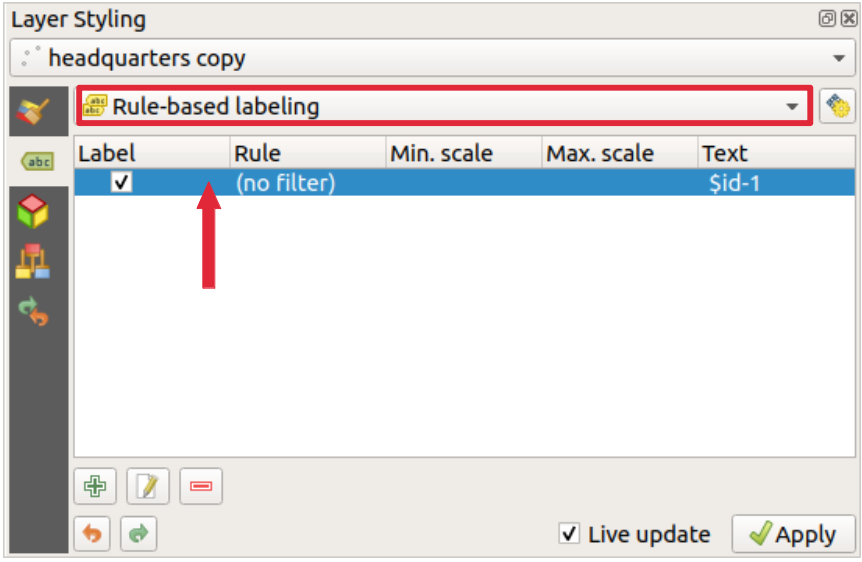 Layer Styling
headquarters copy
Rule-based labeling
abc
Label Rule Min. scale Max. scale Text
(no filter) $id-1
Live update Apply